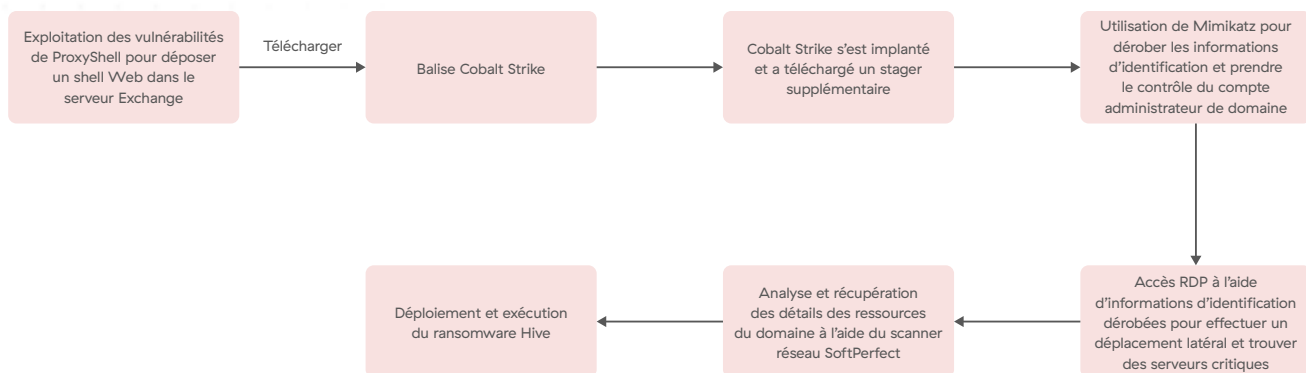 Exploitation des vulnérabilités
de ProxyShell pour déposer
un shell Web dans le
serveur Exchange
Télécharger
Balise Cobalt Strike
Cobalt Strike s’est implanté
et a téléchargé un stager
supplémentaire
Utilisation de Mimikatz pour
dérober les informations
d’identification et prendre
le contrôle du compte
administrateur de domaine
Accès RDP à l’aide
d’informations d’identification
dérobées pour effectuer un
déplacement latéral et trouver
des serveurs critiques
Analyse et récupération
des détails des ressources
du domaine à l’aide du scanner
réseau SoftPerfect
Déploiement et exécution
du ransomware Hive